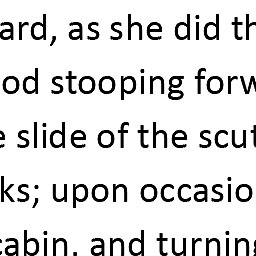 ard, as she did th
od stooping forw
e slide of the scut
ks; upon occasio
cabin, and turning